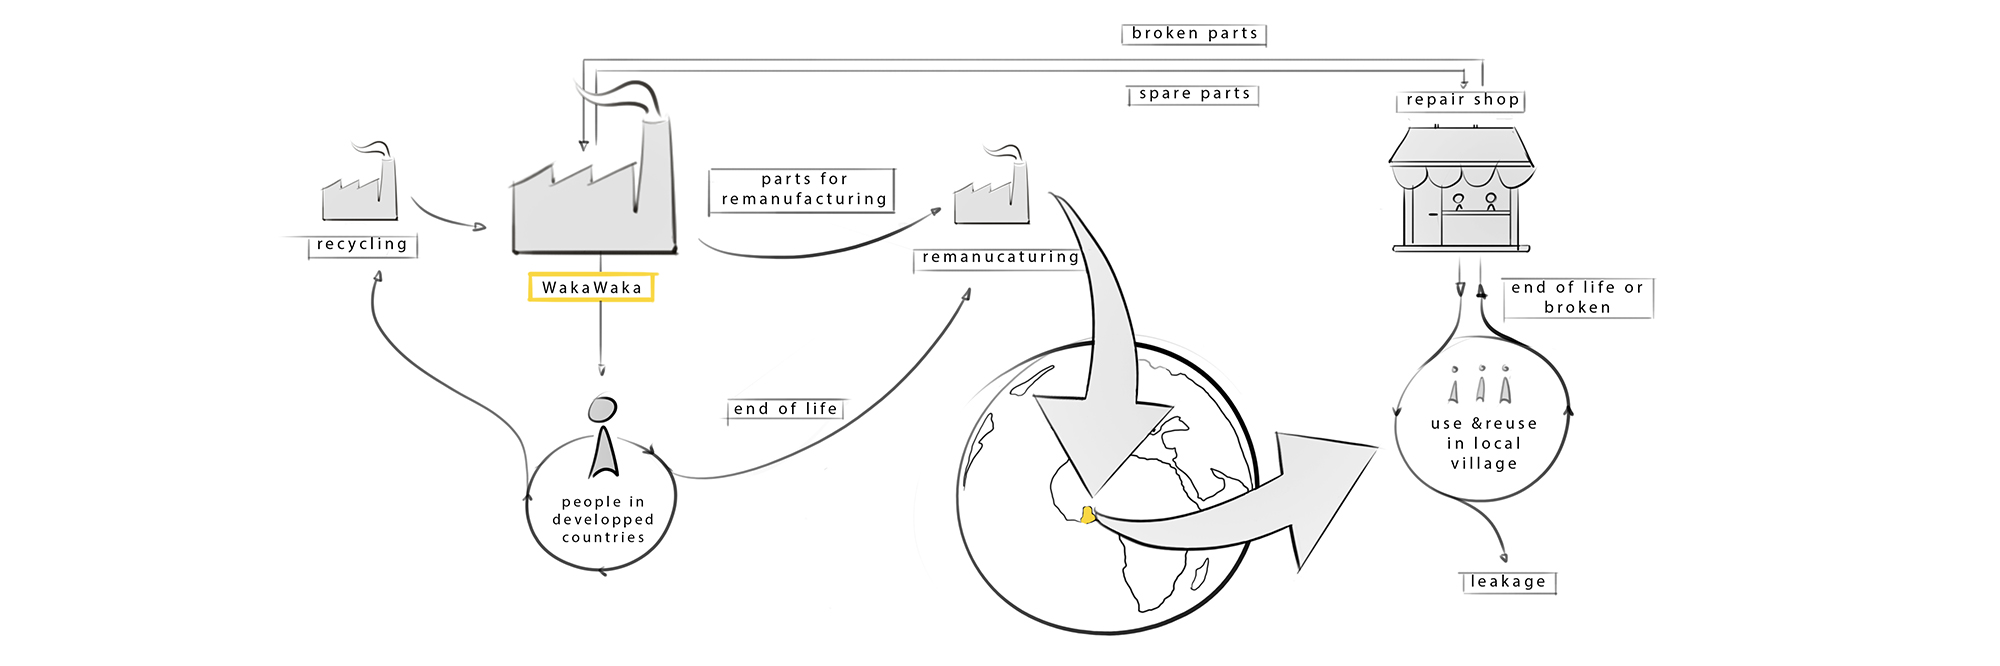 broken parts
spare parts
repair shop
parts for
remanufacturing
recycling
remanucaturing
WakaWaka
end of life or
broken
end of life
use &reuse
in local
village
people in
developped
countries
leakage